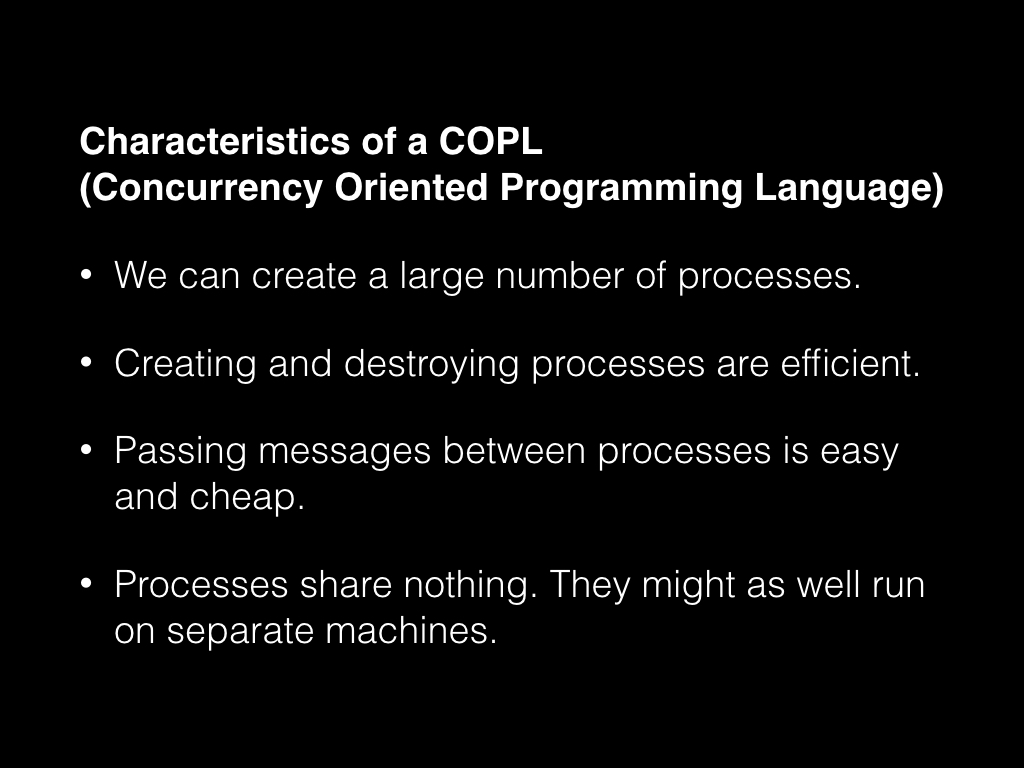 Characteristics of a COPL
(Concurrency Oriented Programming Language)
• We can create a large number of processes.
• Creating and destroying processes are efficient.
• Passing messages between processes is easy
and cheap.
• Processes share nothing. They might as well run
on separate machines.